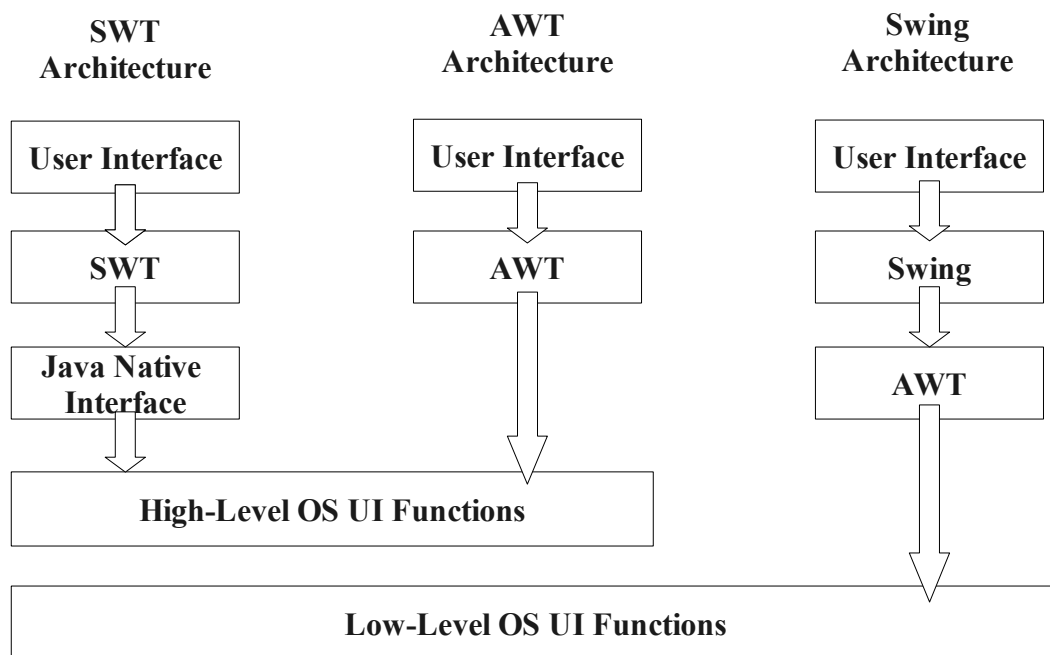 SWT
Architecture
AWT
Architecture
Swing
Architecture
User Interface
User Interface
User Interface
SWT
AWT
Swing
Java Native
Interface
AWT
High-Level OS UI Functions
Low-Level OS UI Functions